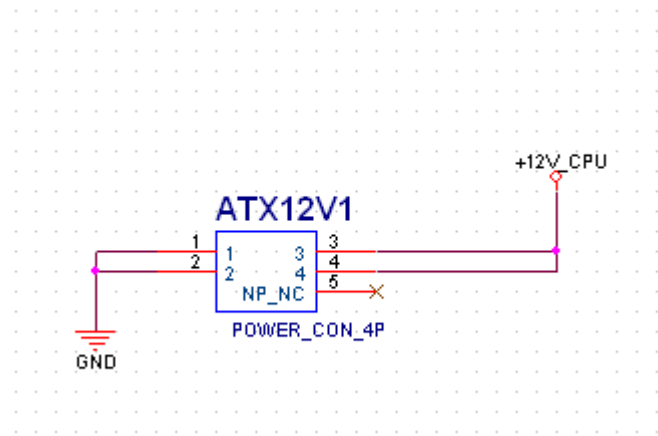 +12V_CPU
ATX12V1
1 1 3 3
2 2 4 4
NP_NC 5
POWER_CON_4P
GND